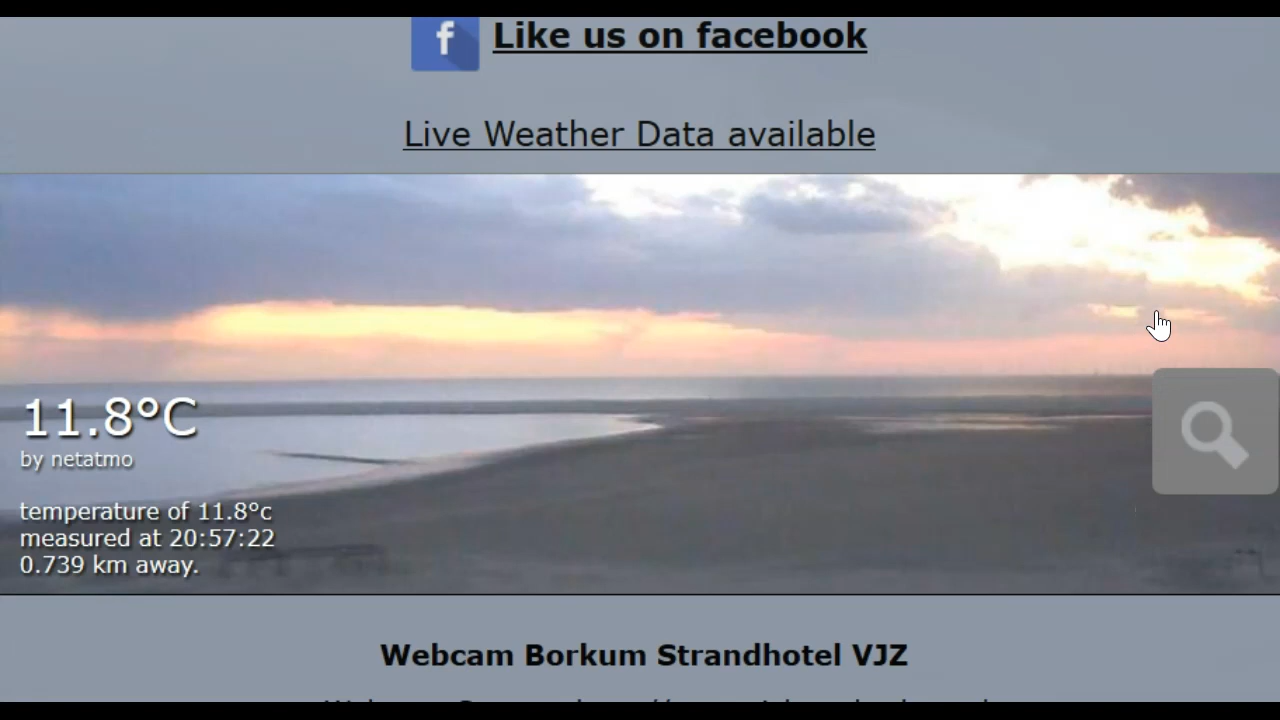 f Like us on facebook
Live Weather Data available
11.8°C
by netatmo
temperature of 11.8°c
measured at 20:57:22
0.739 km away.
Webcam Borkum Strandhotel VJZ